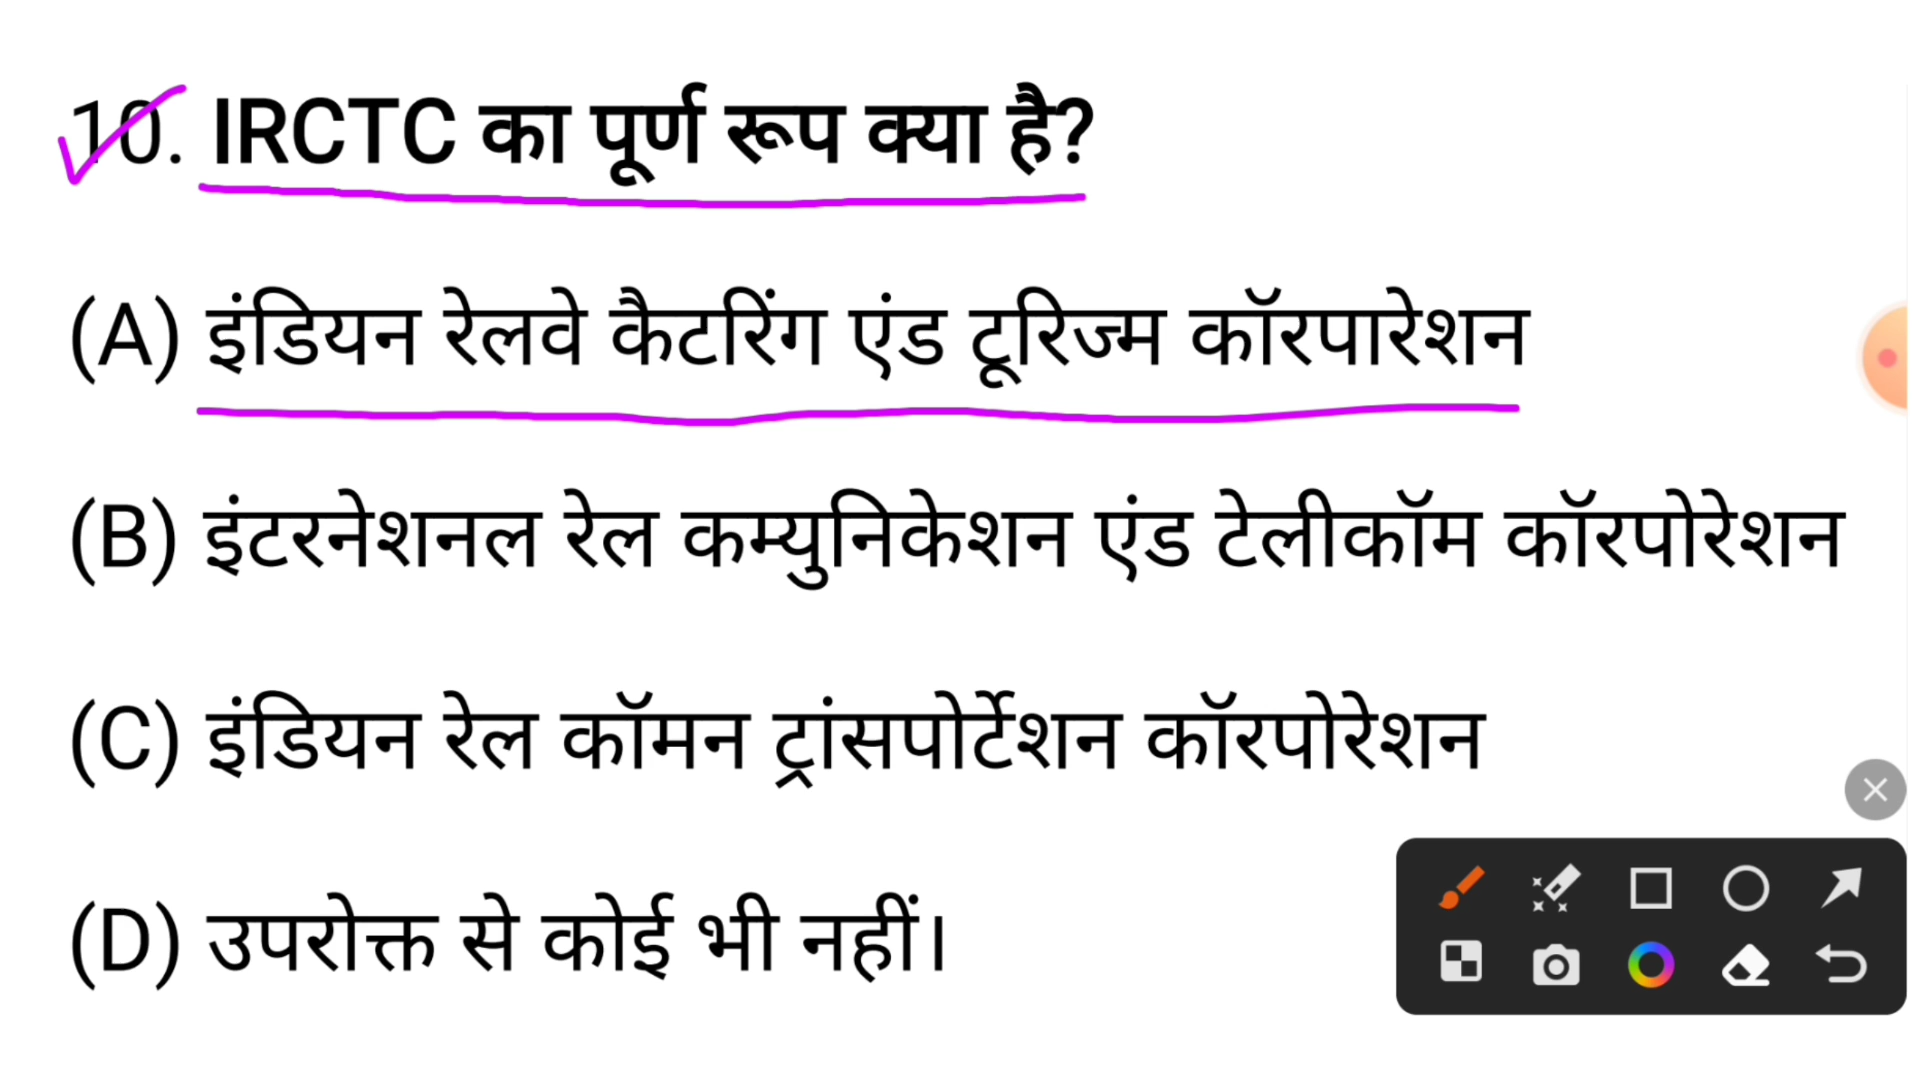 10. IRCTC का पूर्ण रूप क्या है?
(A) इंडियन रेलवे कैटरिंग एंड टूरिज्म कॉरपारेशन
(B) इंटरनेशनल रेल कम्युनिकेशन एंड टेलीकॉम कॉरपोरेशन
(C) इंडियन रेल कॉमन ट्रांसपोर्टेशन कॉरपोरेशन
(D) उपरोक्त से कोई भी नहीं।